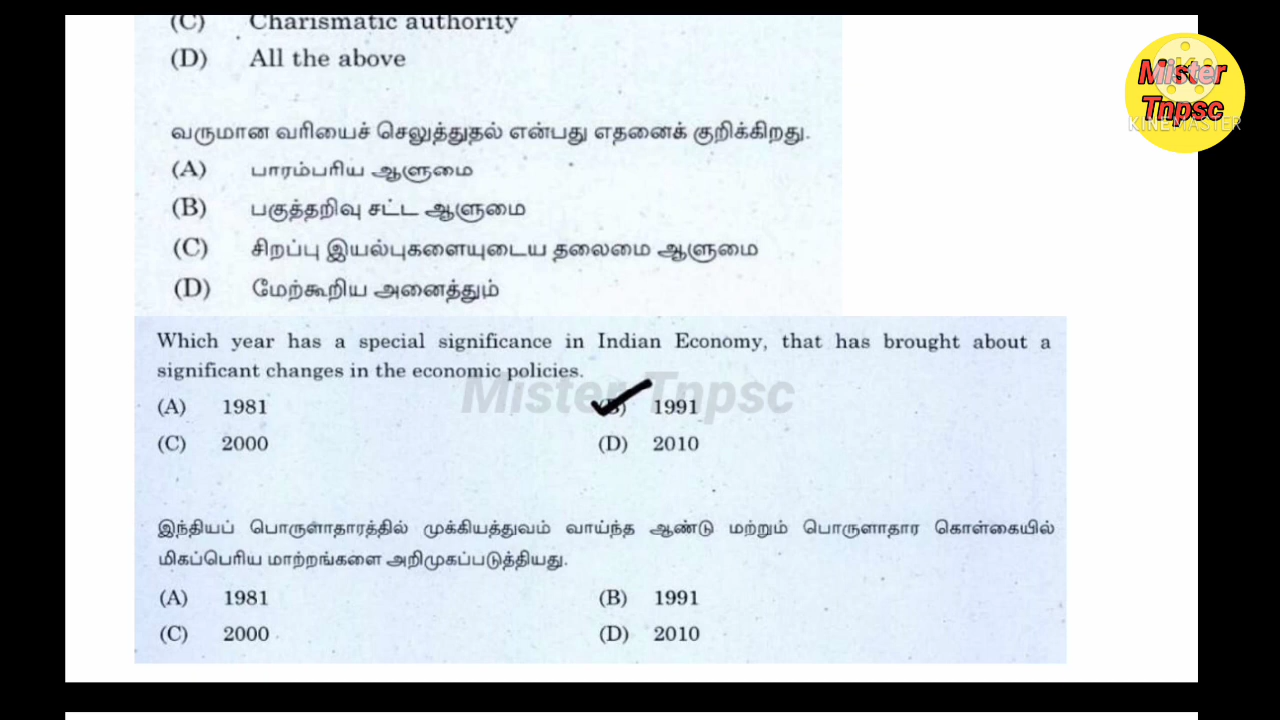 (C) Charismatic authority
(D) All the above
வருமான வரியைச் செலுத்துதல் என்பது எதனைக் குறிக்கிறது.
(A) பாரம்பரிய ஆளுமை
(B) பகுத்தறிவு சட்ட ஆளுமை
(C) சிறப்பு இயல்புகளையுடைய தலைமை ஆளுமை
(D) மேற்கூறிய அனைத்தும்
Which year has a special significance in Indian Economy, that has brought about a
significant changes in the economic policies.
(A) 1981 (B) 1991
(C) 2000 (D) 2010
இந்தியப் பொருளாதாரத்தில் முக்கியத்துவம் வாய்ந்த ஆண்டு மற்றும் பொருளாதார கொள்கையில்
மிகப்பெரிய மாற்றங்களை அறிமுகப்படுத்தியது.
(A) 1981 (B) 1991
(C) 2000 (D) 2010
Mister Tnpsc
Mister
Tnpsc
KINEMASTER